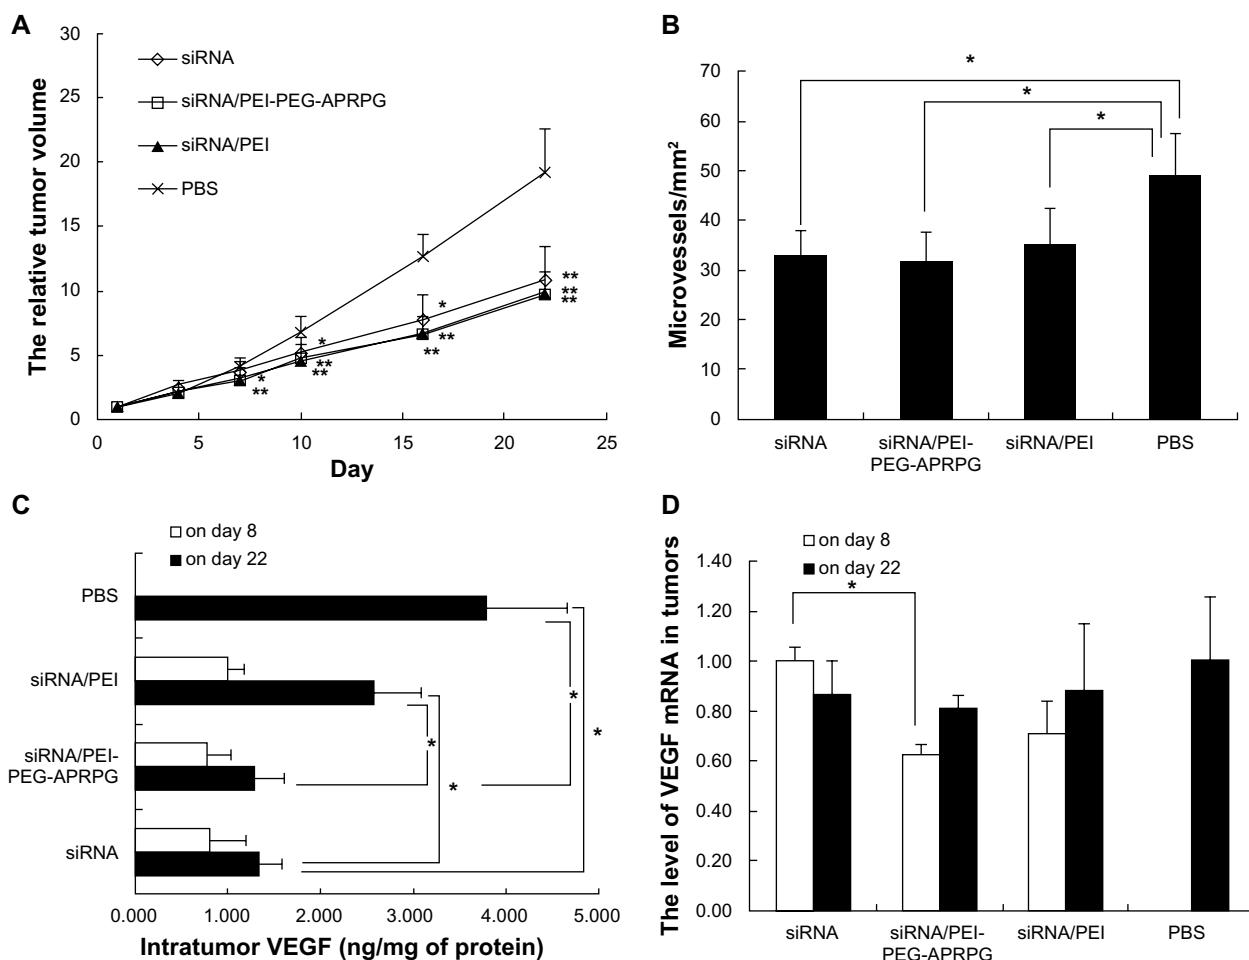 A
The relative tumor volume
30
25
20
15
10
5
0
siRNA
siRNA/PEI-PEG-APRPG
siRNA/PEI
PBS
*
**
*
**
**
*
**
**
**
**
**
0 5 10 15 20 25
Day
B
Microvessels/mm²
70
60
50
40
30
20
10
0
*
*
*
siRNA siRNA/PEI- siRNA/PEI PBS
PEG-APRPG
C
on day 8
on day 22
PBS
siRNA/PEI
siRNA/PEI-
PEG-APRPG
siRNA
*
*
*
*
0.000 1.000 2.000 3.000 4.000 5.000
Intratumor VEGF (ng/mg of protein)
D
The level of VEGF mRNA in tumors
on day 8
on day 22
1.40
1.20
1.00
0.80
0.60
0.40
0.20
0.00
*
siRNA siRNA/PEI- siRNA/PEI PBS
PEG-APRPG